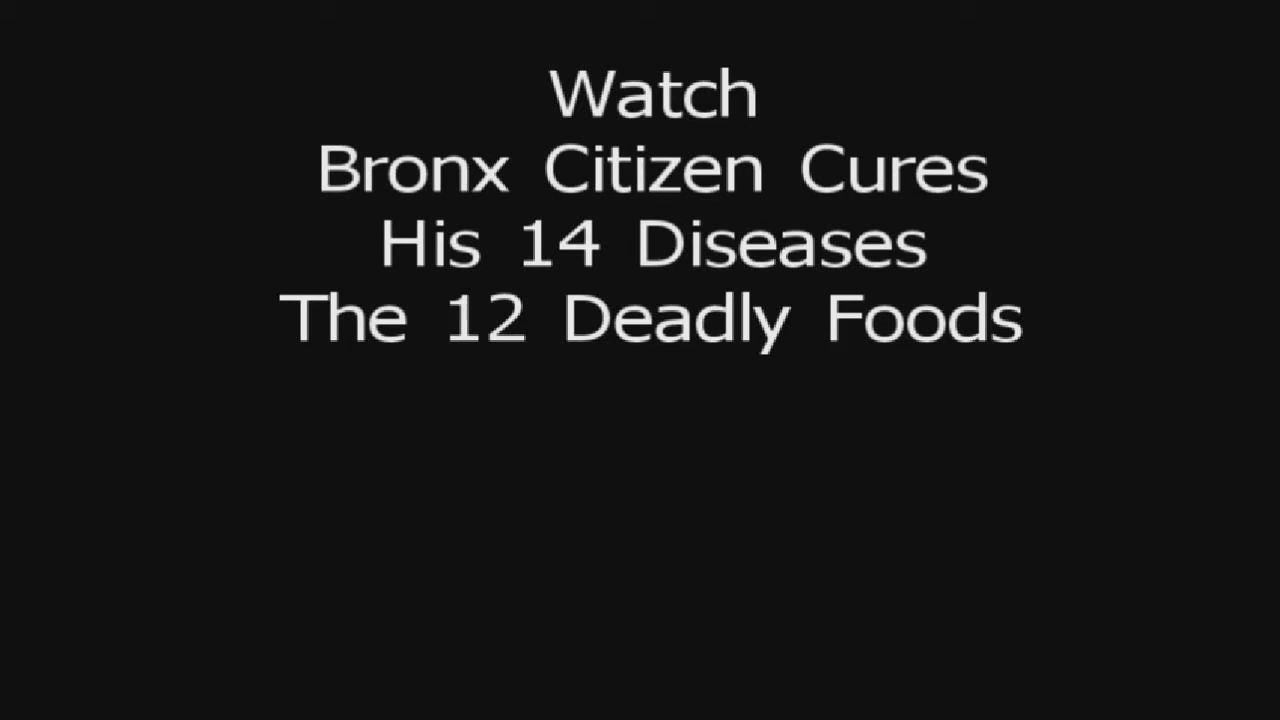 Watch
Bronx Citizen Cures
His 14 Diseases
The 12 Deadly Foods